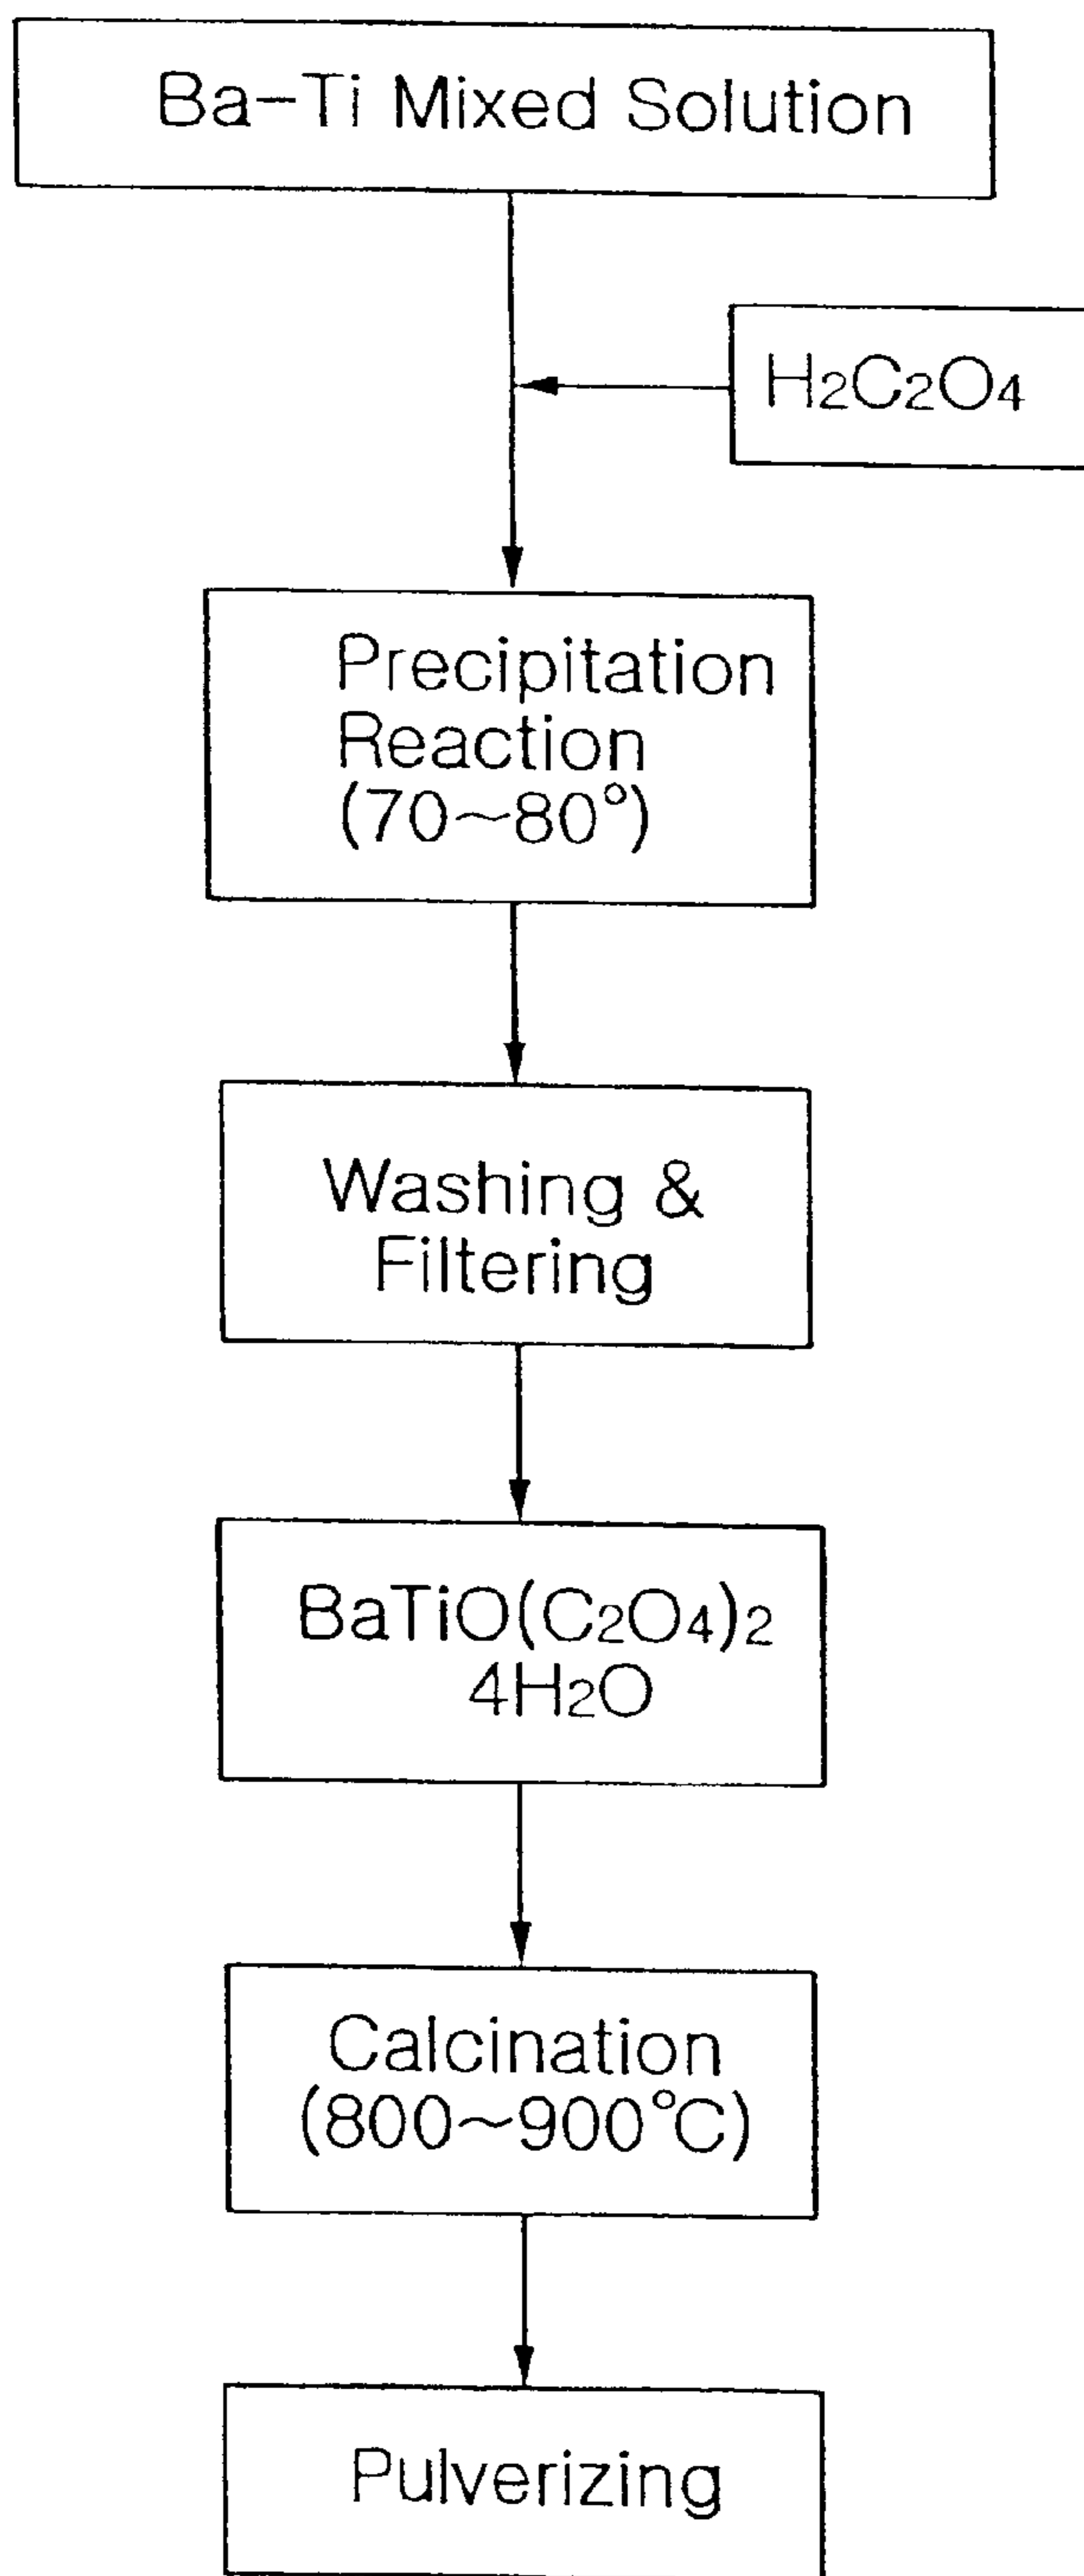 Ba-Ti Mixed Solution
H₂C₂O₄
Precipitation
Reaction
(70~80°)
Washing &
Filtering
BaTiO(C₂O₄)₂
4H₂O
Calcination
(800~900°C)
Pulverizing